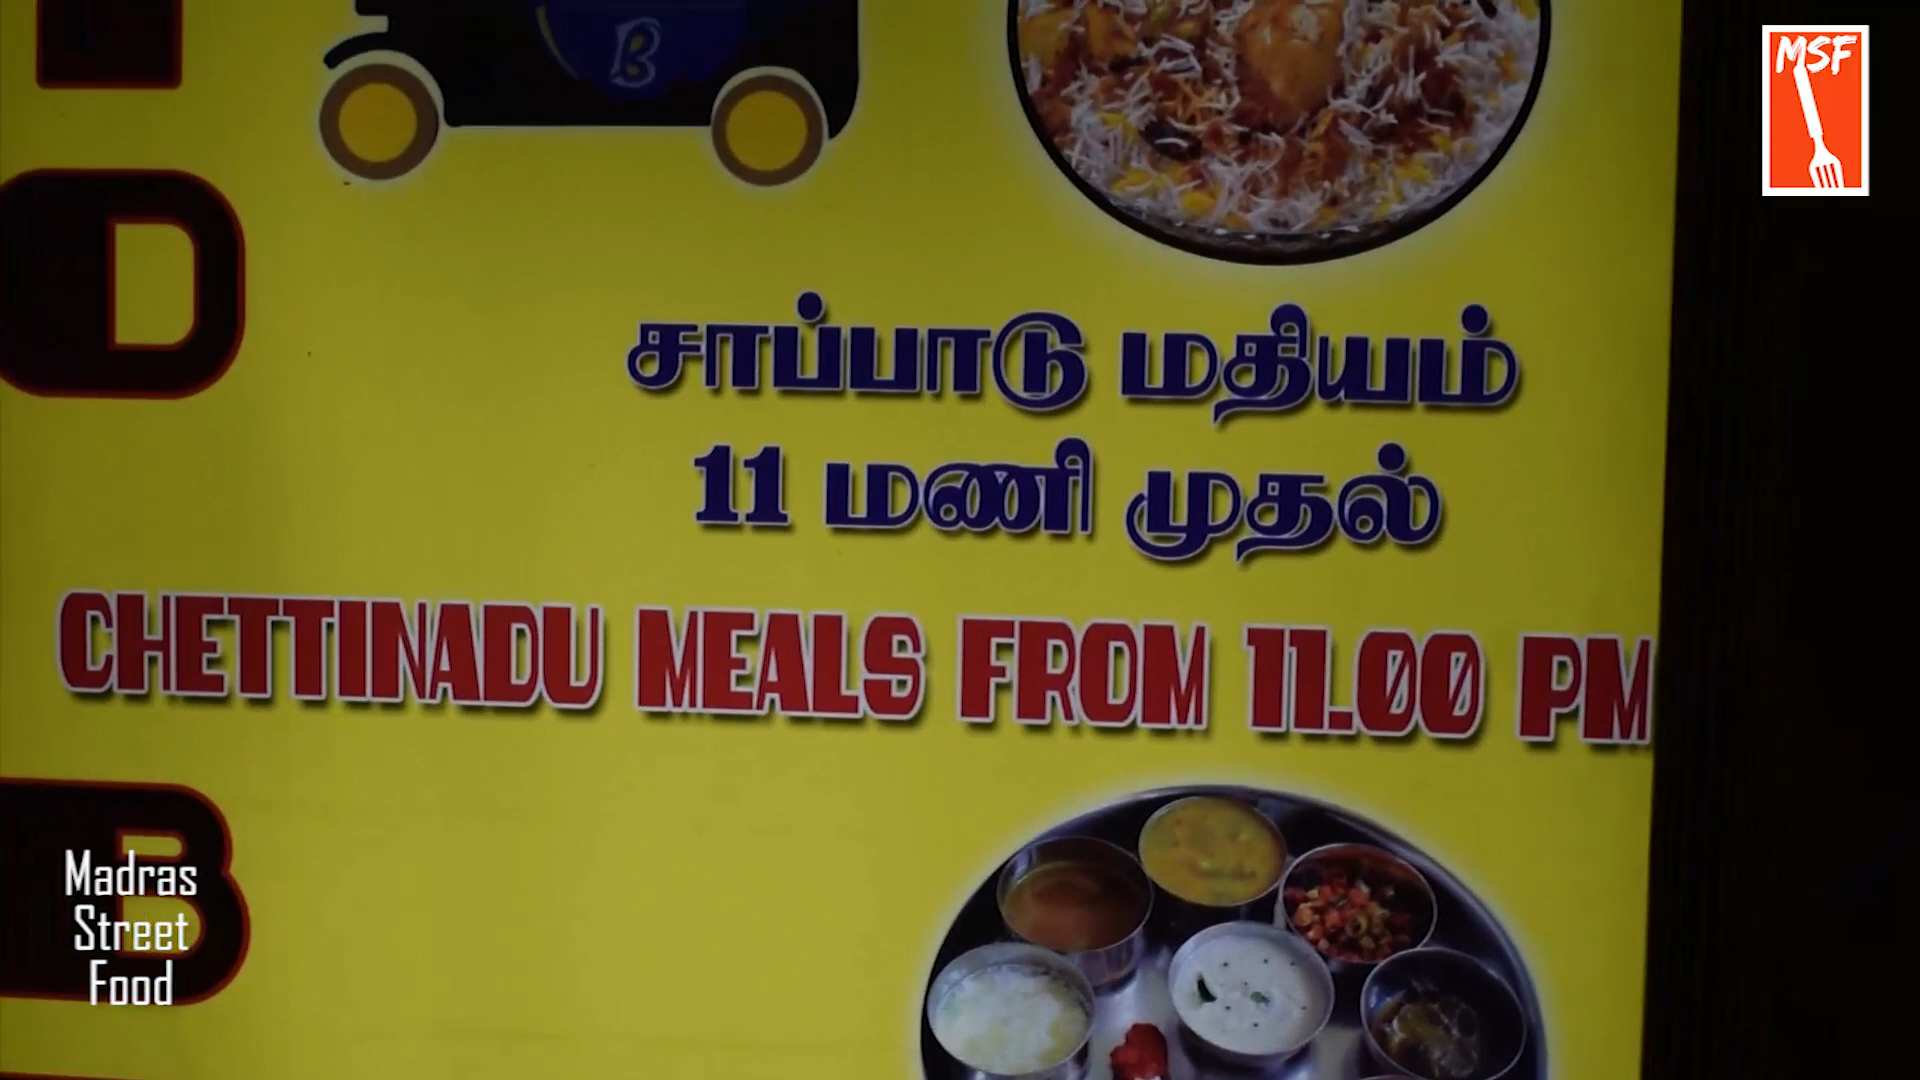 MSF
B
D
சாப்பாடு மதியம்
11 மணி முதல்
CHETTINADU MEALS FROM 11.00 PM
B
Madras
Street
Food